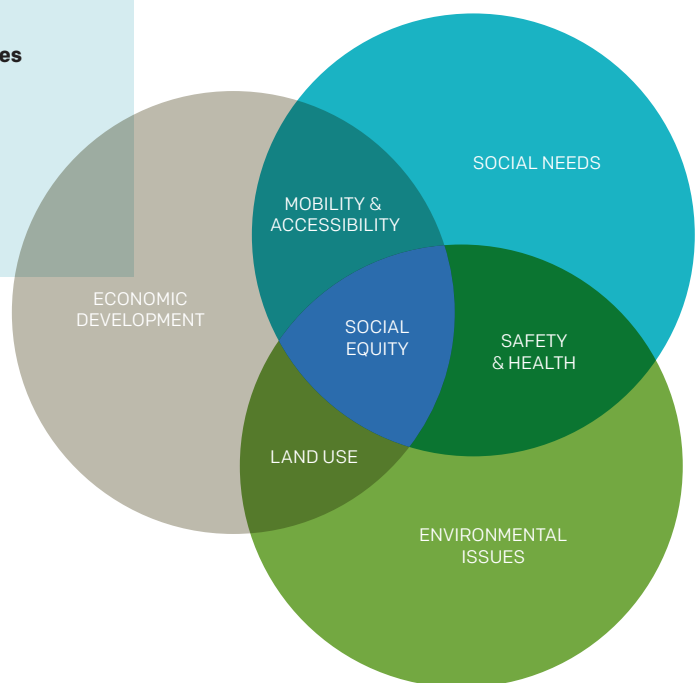 es
SOCIAL NEEDS
MOBILITY &
ACCESSIBILITY
ECONOMIC
DEVELOPMENT
SOCIAL
EQUITY
SAFETY
& HEALTH
LAND USE
ENVIRONMENTAL
ISSUES